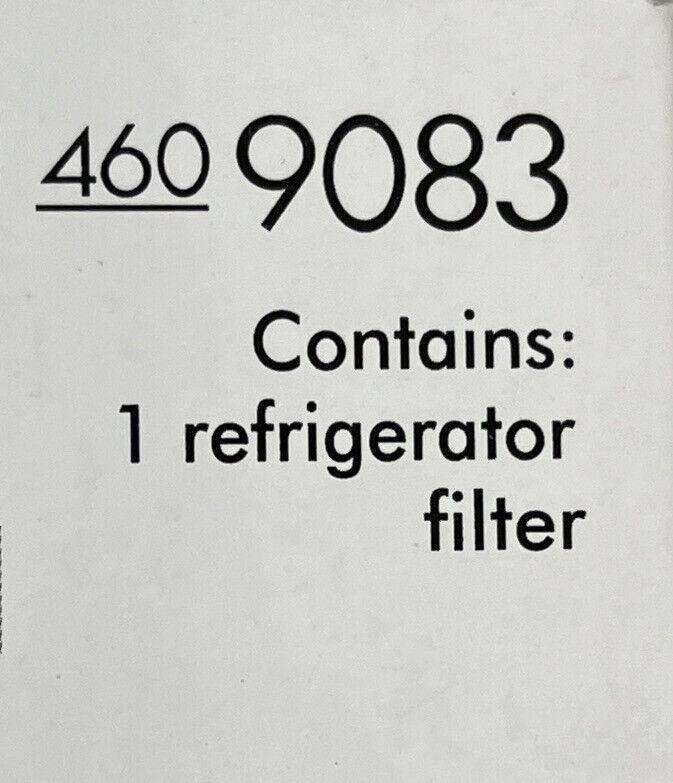 460 9083
Contains:
1 refrigerator
filter